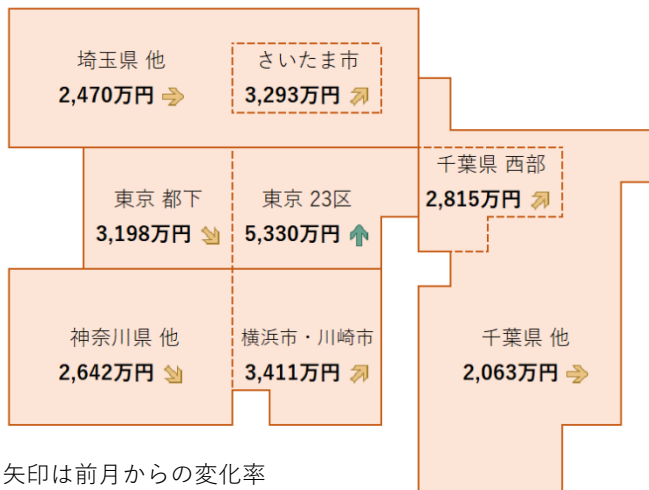 埼玉県 他
2,470万円
さいたま市
3,293万円
千葉県 西部
2,815万円
東京 都下
3,198万円
東京 23区
5,330万円
神奈川県 他
2,642万円
横浜市・川崎市
3,411万円
千葉県 他
2,063万円
矢印は前月からの変化率